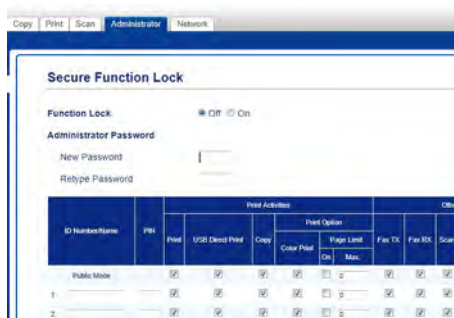 Copy Print Scan Administrator Network
Secure Function Lock
Function Lock Off On
Administrator Password
New Password
Retype Password
Print Activities
Print Option
ID Number/Name PIN Print USB Direct Print Copy Color Print Page Limit Fax TX Fax RX
On Max.
Public Mode 0
1 0
2